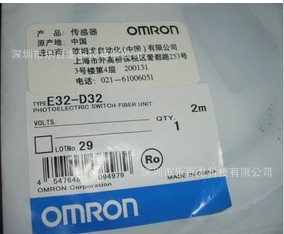 产品：传感器
原产地：中国
进口商：欧姆龙自动化(中国)有限公司
上海市外高桥保税区爱都路253号
3号楼第4层 200131
电话：021-61006051
OMRON
TYPE E32-D32
PHOTOELECTRIC SWITCH FIBER UNIT
2m
VOLTS
QTY.
1
LOTNo. 29
Ro
OMRON Corporation
MADE IN CHINA
OMRON